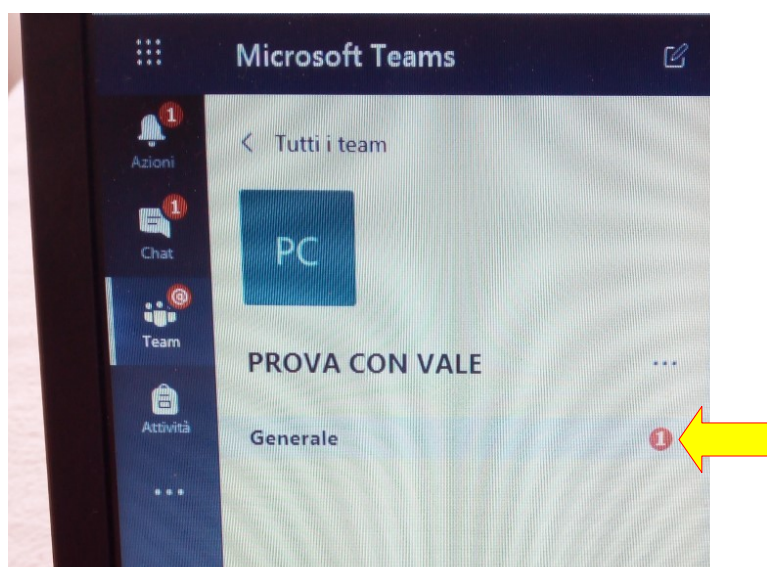 Microsoft Teams
1
Azioni
Tutti i team
1
Chat
PC
@
Team
PROVA CON VALE
...
Attività
Generale
1
...